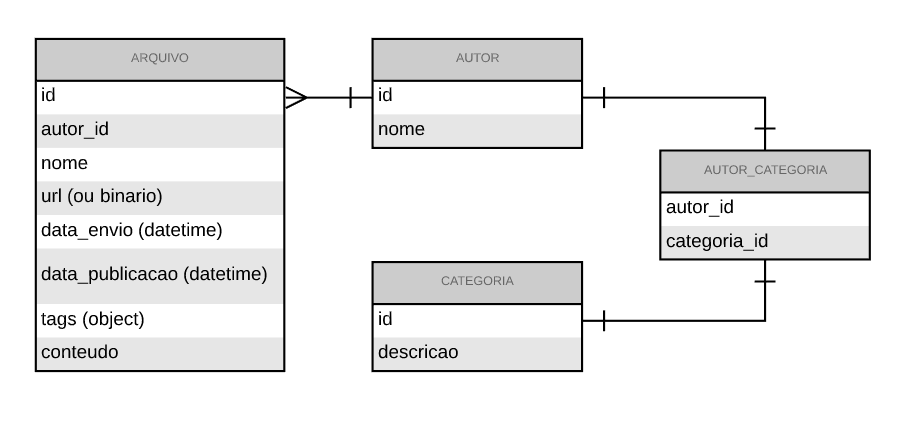 ARQUIVO
id
autor_id
nome
url (ou binario)
data_envio (datetime)
data_publicacao (datetime)
tags (object)
conteudo
AUTOR
id
nome
AUTOR_CATEGORIA
autor_id
categoria_id
CATEGORIA
id
descricao